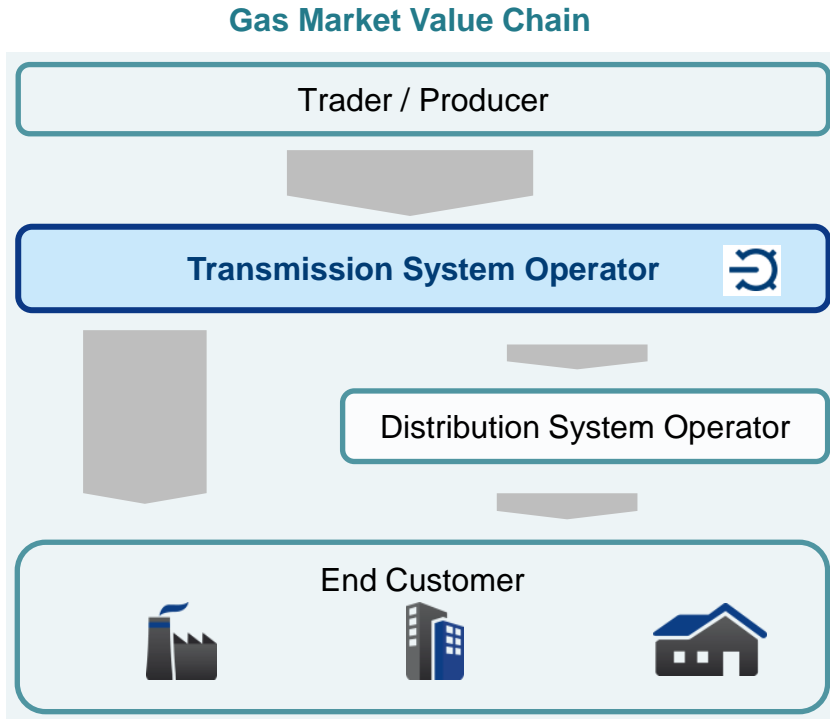 Gas Market Value Chain
Trader / Producer
Transmission System Operator
Distribution System Operator
End Customer